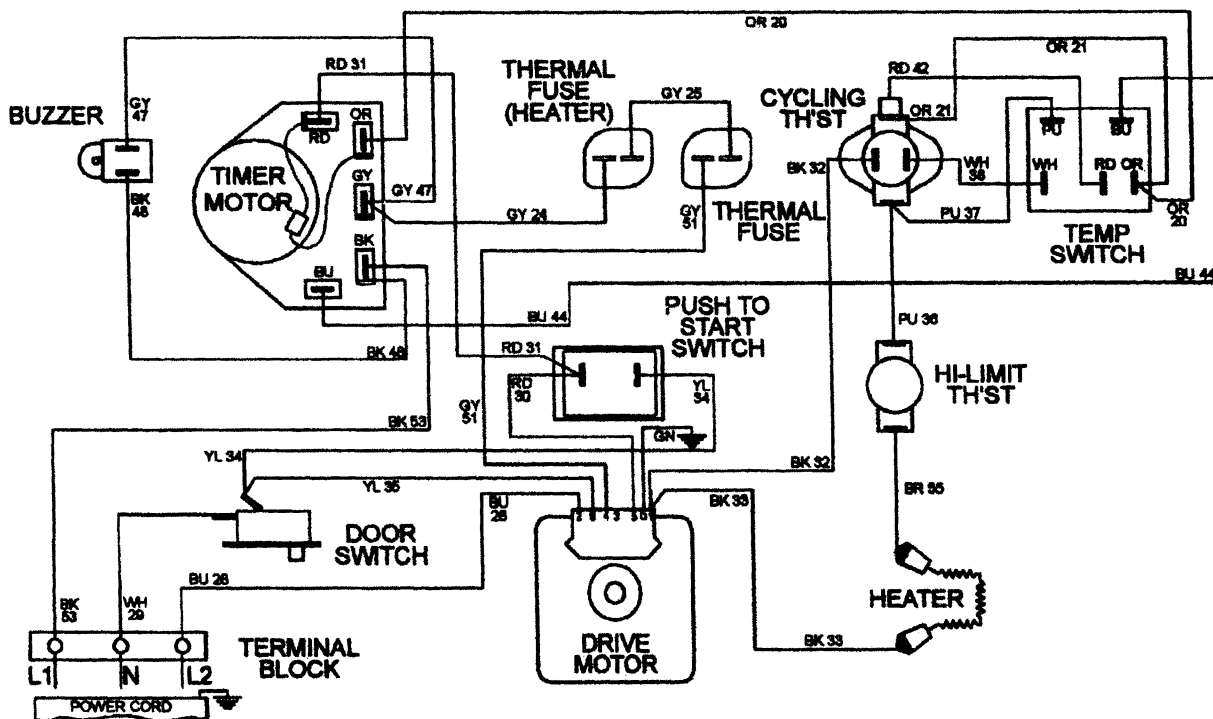 OR 20
OR 21
RD 31
THERMAL
FUSE
(HEATER)
GY 25
RD 42
CYCLING
TH'ST
OR 21
GY
47
BUZZER
OR
RD
PU
BU
BK 32
WH
WH
RD OR
TIMER
MOTOR
GY
GY 47
BK
48
GY 24
GY
51
THERMAL
FUSE
PU 37
OR
20
TEMP
SWITCH
BK
BU
BU 44
BU 44
PUSH TO
START
SWITCH
PU 36
RD 31
BK 48
RD
30
YL
34
HI-LIMIT
TH'ST
GY
51
BK 53
GN
YL 34
BK 32
YL 35
BU
26
BK 33
BR 35
DOOR
SWITCH
BU 26
HEATER
BK
53
WH
29
TERMINAL
BLOCK
DRIVE
MOTOR
BK 33
L1
N
L2
POWER CORD